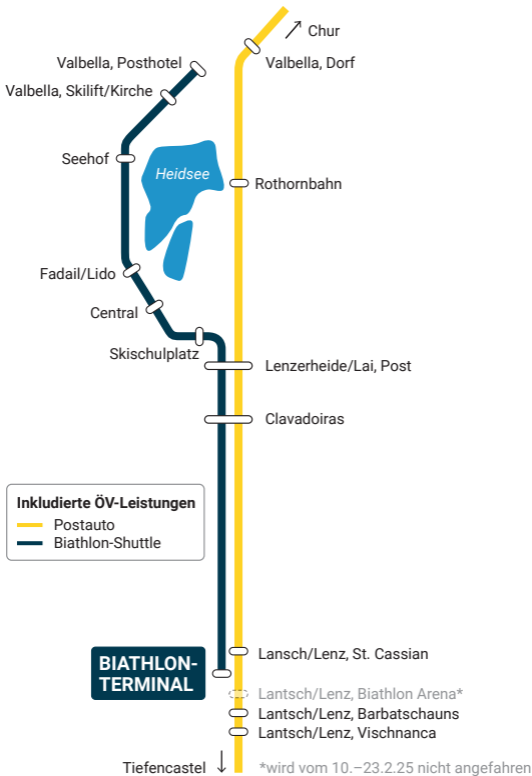 Chur
Valbella, Posthotel
Valbella, Dorf
Valbella, Skilift/Kirche
Seehof
Heidsee
Rothornbahn
Fadail/Lido
Central
Skischulplatz
Lenzerheide/Lai, Post
Clavadoiras
Inkludierte ÖV-Leistungen
Postauto
Biathlon-Shuttle
Lansch/Lenz, St. Cassian
BIATHLON-
TERMINAL
Lantsch/Lenz, Biathlon Arena*
Lantsch/Lenz, Barbatschauns
Lantsch/Lenz, Vischnanca
Tiefencastel
*wird vom 10.–23.2.25 nicht angefahren